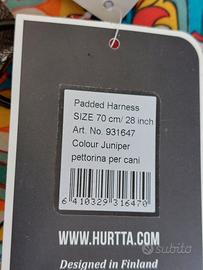 Padded Harness
SIZE 70 cm/ 28 inch
Art. No. 931647
Colour Juniper
pettorina per cani
6 410329 316470
WWW.HURTTA.COM
Designed in Finland
subito